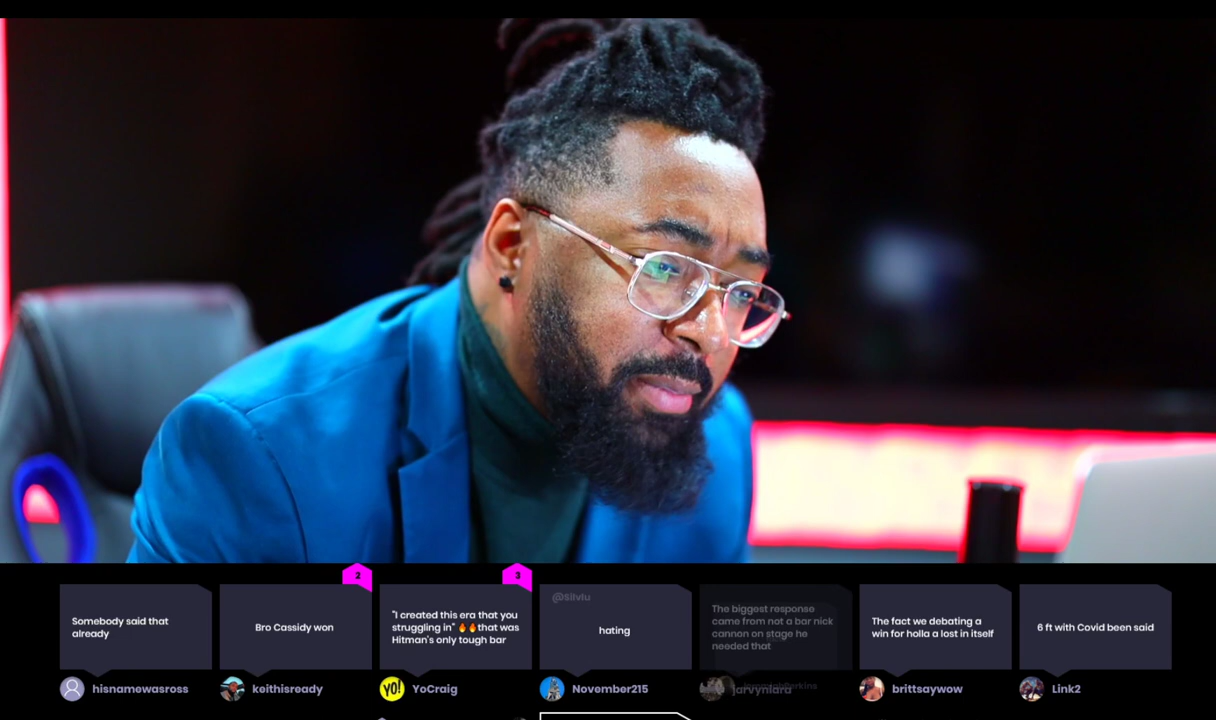 2
3
Somebody said that
already
Bro Cassidy won
"I created this era that you
struggling in" 🔥🔥that was
Hitman's only tough bar
@Silvlu
hating
The biggest response
came from not a bar nick
cannon on stage he
needed that
The fact we debating a
win for holla a lost in itself
6 ft with Covid been said
hisnamewasross
keithisready
YO!
YoCraig
November215
jarvynlara
brittsaywow
Link2